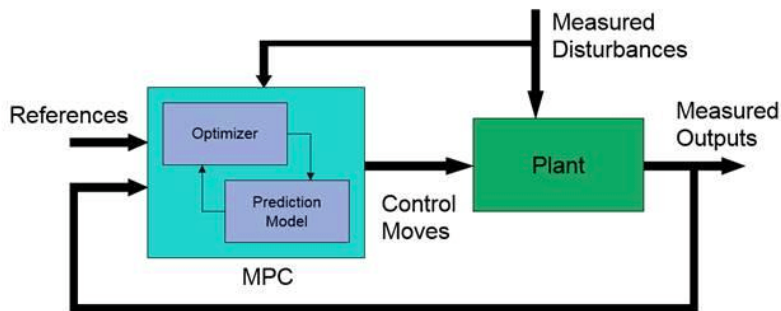 Measured
Disturbances
References
Optimizer
Prediction
Model
MPC
Control
Moves
Plant
Measured
Outputs